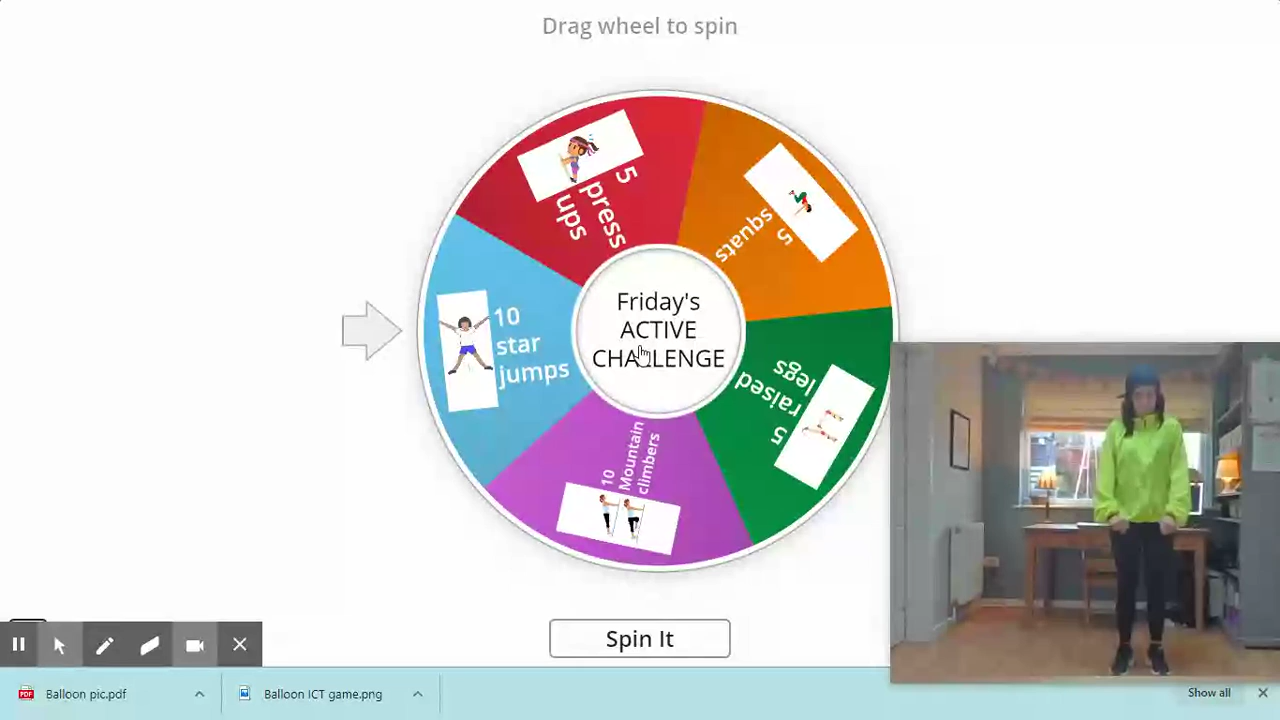 Drag wheel to spin
5
press
ups
5
squats
10
star
jumps
Friday's
ACTIVE
CHALLENGE
5
raised
legs
10
Mountain
climbers
Spin It
Balloon pic.pdf
Balloon ICT game.png
Show all